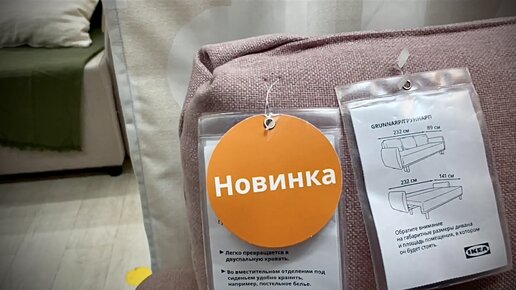 Новинка
Легко превращается в
двуспальную кровать.
Во вместительном отделении под
сиденьем удобно хранить,
например, постельное белье.
GRUNNARP/ГРУННАРП
232 см 89 см
232 см 141 см
Обратите внимание
на габаритные размеры дивана
и площадь помещения, в котором
он будет стоять.
IKEA